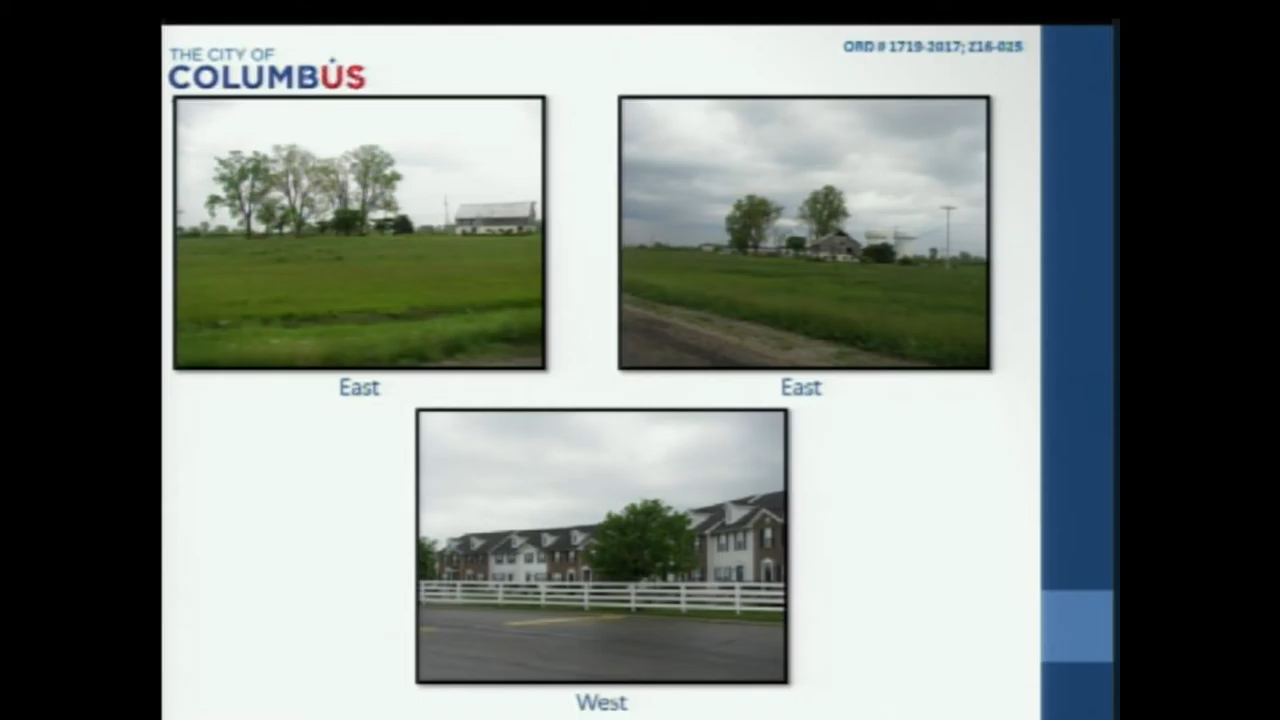 THE CITY OF
COLUMBUS
ORD # 1719-2017; Z16-025
East
East
West